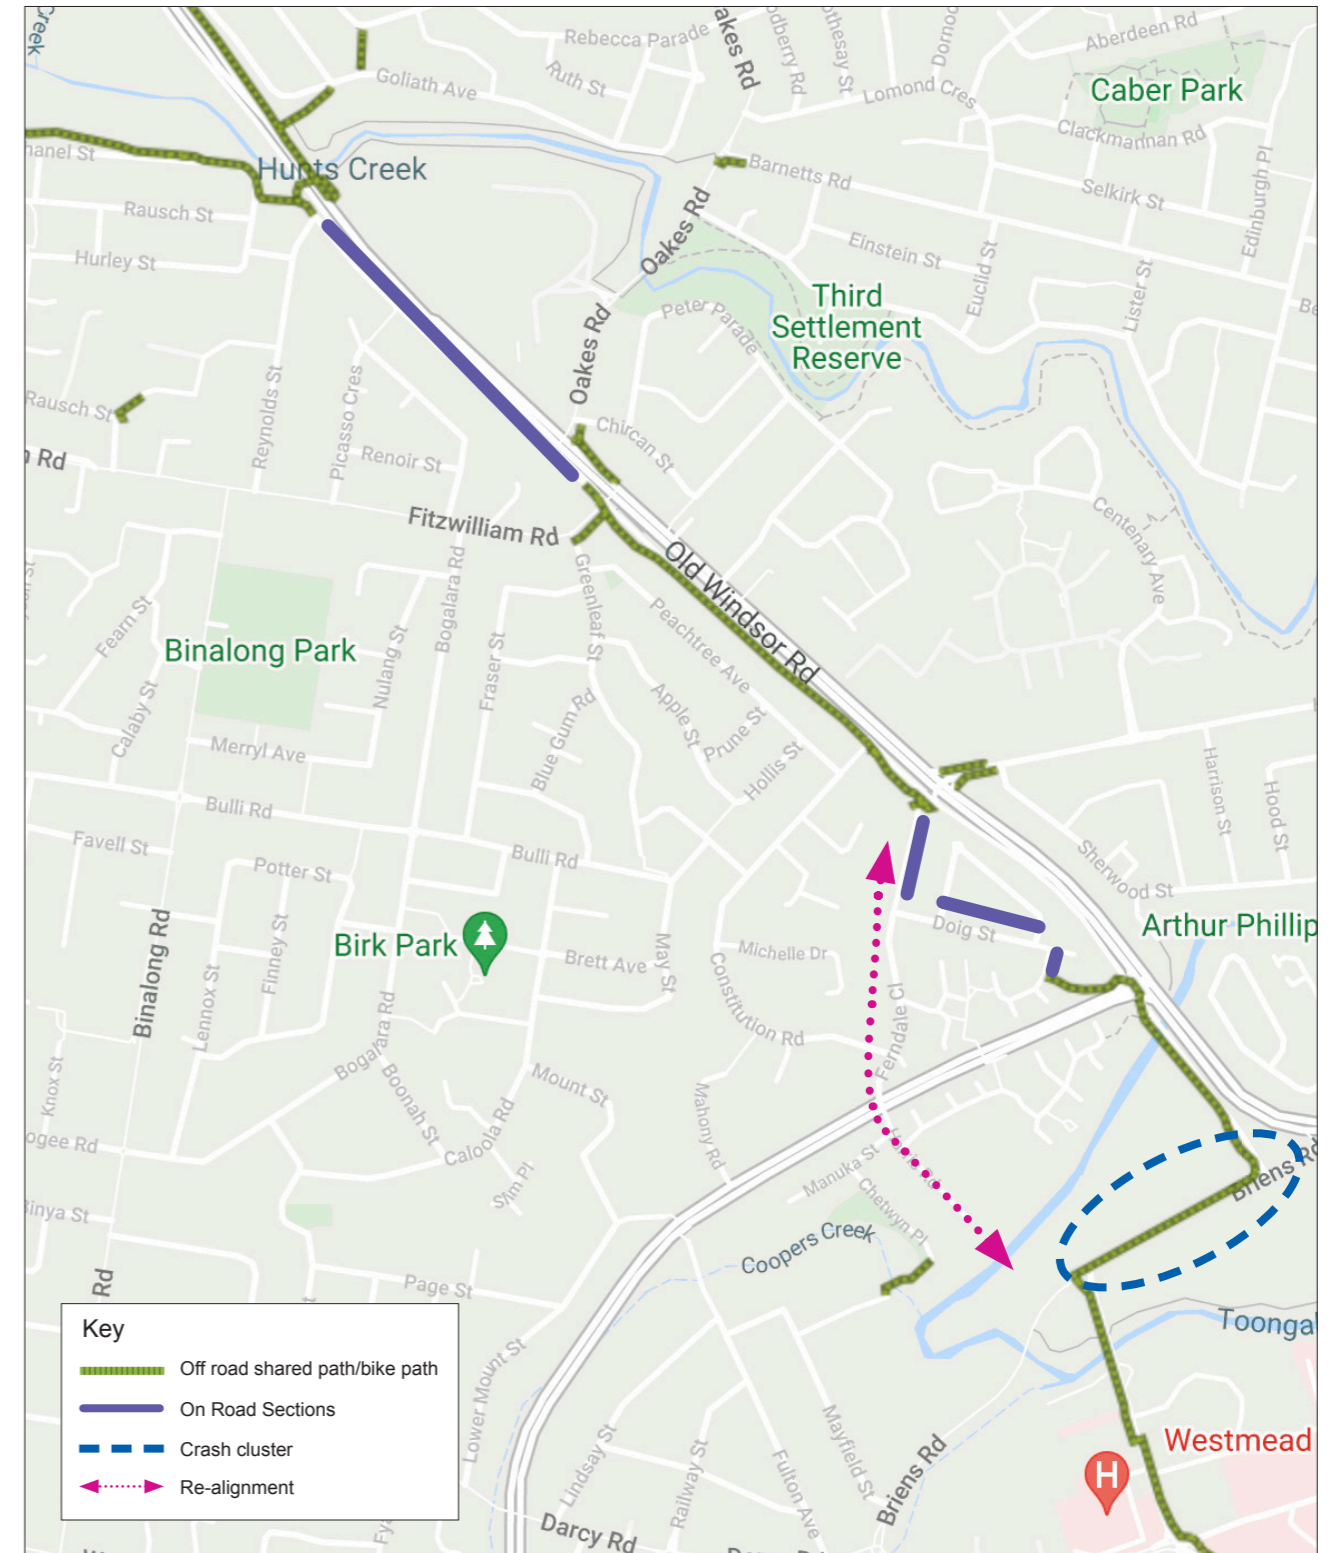 Creek
Rebecca Parade
akes Rd
Aberdeen Rd
Ruth St
Goliath Ave
Lomond Cres
Caber Park
Clackmannan Rd
Hunts Creek
Barnetts Rd
Selkirk St
Edinburgh Pl
Rausch St
Oakes Rd
Einstein St
Hurley St
Euclid St
Lister St
Third
Settlement
Reserve
Peter Parade
Oakes Rd
Rausch St
Reynolds St
Picasso Cres
Chircan St
Renoir St
Rd
Fitzwilliam Rd
Centenary Ave
Old Windsor Rd
Bogalara Rd
Greenleaf St
Fearn St
Peachtree Ave
Binalong Park
Nulang St
Fraser St
Calaby St
Apple St
Prune St
Blue Gum Rd
Merryl Ave
Hollis St
Harrison St
Hood St
Bulli Rd
Favell St
Bulli Rd
Potter St
Sherwood St
Arthur Phillip
Binalong Rd
Finney St
Birk Park
Doig St
Brett Ave
May St
Michelle Dr
Lennox St
Constitution Rd
Ferndale Cl
Bogalara Rd
Knox St
Boonah St
Mount St
Mahony Rd
ogee Rd
Caloola Rd
Manuka St
Briens Rd
Chetwyn Pl
Coopers Creek
Rd
Page St
Toonga
Key
Off road shared path/bike path
On Road Sections
Crash cluster
Re-alignment
Lower Mount St
Lindsay St
Railway St
Fulton Ave
Mayfield St
Briens Rd
Westmead
H
Darcy Rd